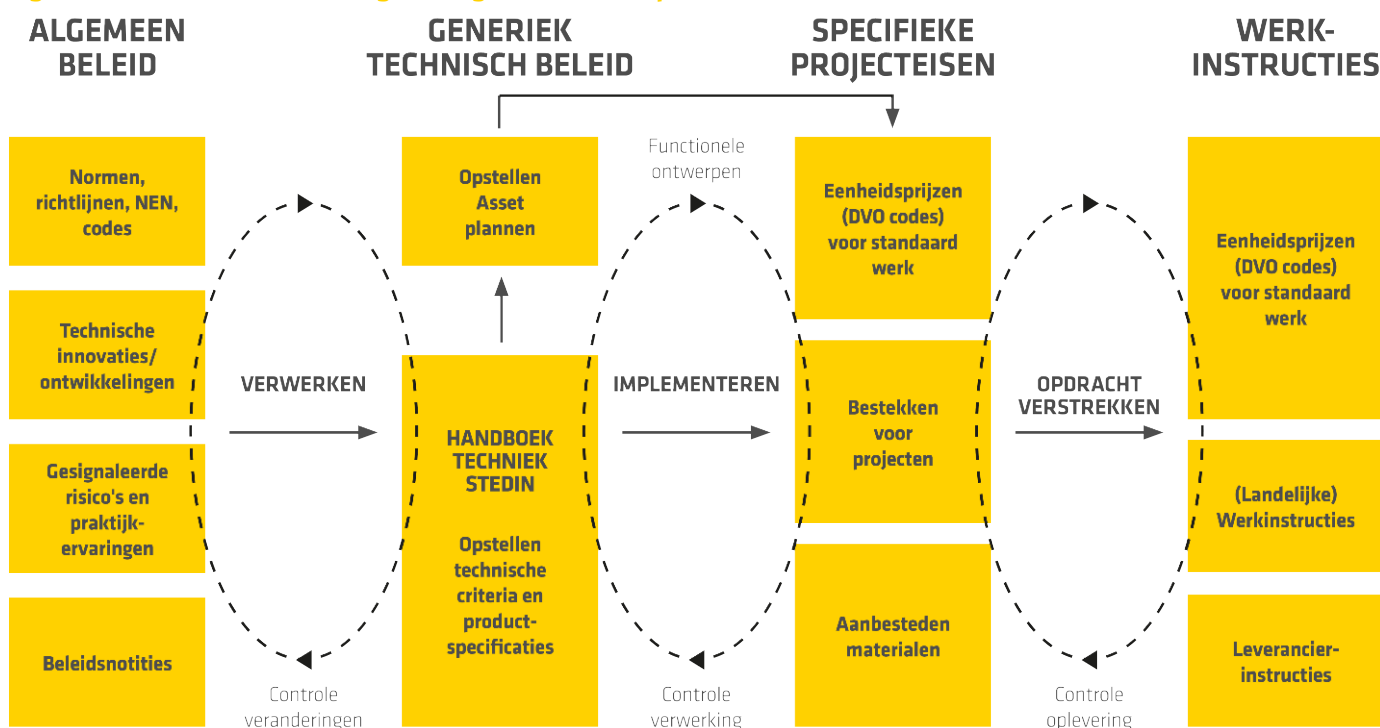 ALGEMEEN
BELEID
GENERIEK
TECHNISCH BELEID
SPECIFIEKE
PROJECTEISEN
WERK-
INSTRUCTIES
Normen,
richtlijnen, NEN,
codes
Technische
innovaties/
ontwikkelingen
Gesignaleerde
risico's en
praktijk-
ervaringen
Beleidsnotities
VERWERKEN
Controle
veranderingen
Opstellen
Asset
plannen
HANDBOEK
TECHNIEK
STEDIN
Opstellen
technische
criteria en
product-
specificaties
Functionele
ontwerpen
IMPLEMENTEREN
Controle
verwerking
Eenheidsprijzen
(DVO codes)
voor standaard
werk
Bestekken
voor
projecten
Aanbesteden
materialen
OPDRACHT
VERSTREKKEN
Controle
oplevering
Eenheidsprijzen
(DVO codes)
voor standaard
werk
(Landelijke)
Werkinstructies
Leverancier-
instructies